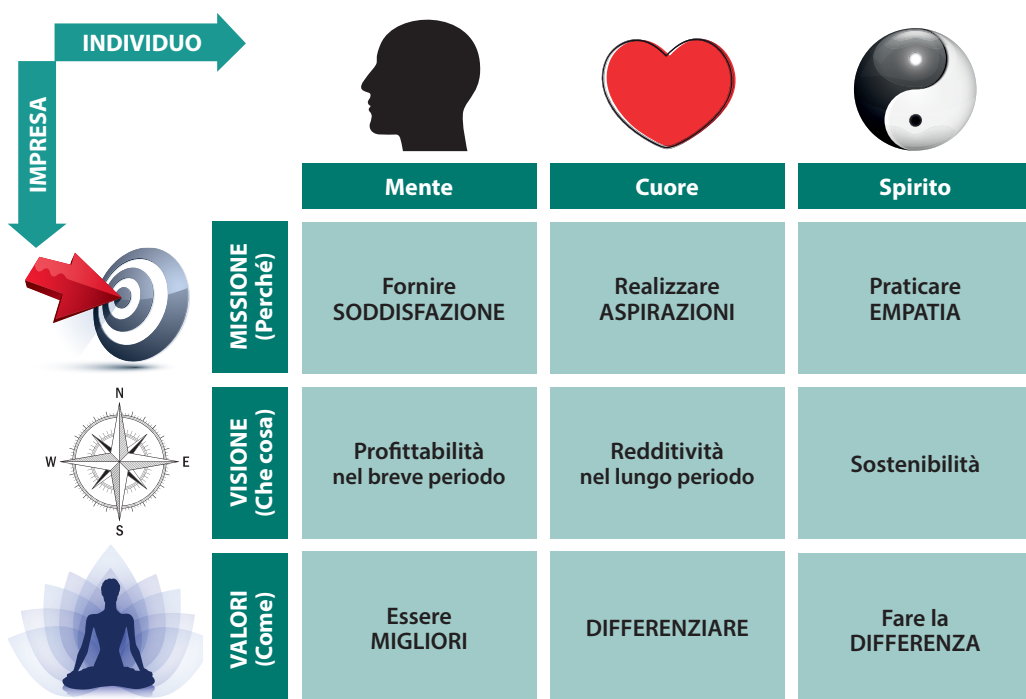 INDIVIDUO
IMPRESA
Mente
Cuore
Spirito
MISSIONE
(Perché)
Fornire
SODDISFAZIONE
Realizzare
ASPIRAZIONI
Praticare
EMPATIA
N
W
E
S
VISIONE
(Che cosa)
Profittabilità
nel breve periodo
Redditività
nel lungo periodo
Sostenibilità
VALORI
(Come)
Essere
MIGLIORI
DIFFERENZIARE
Fare la
DIFFERENZA